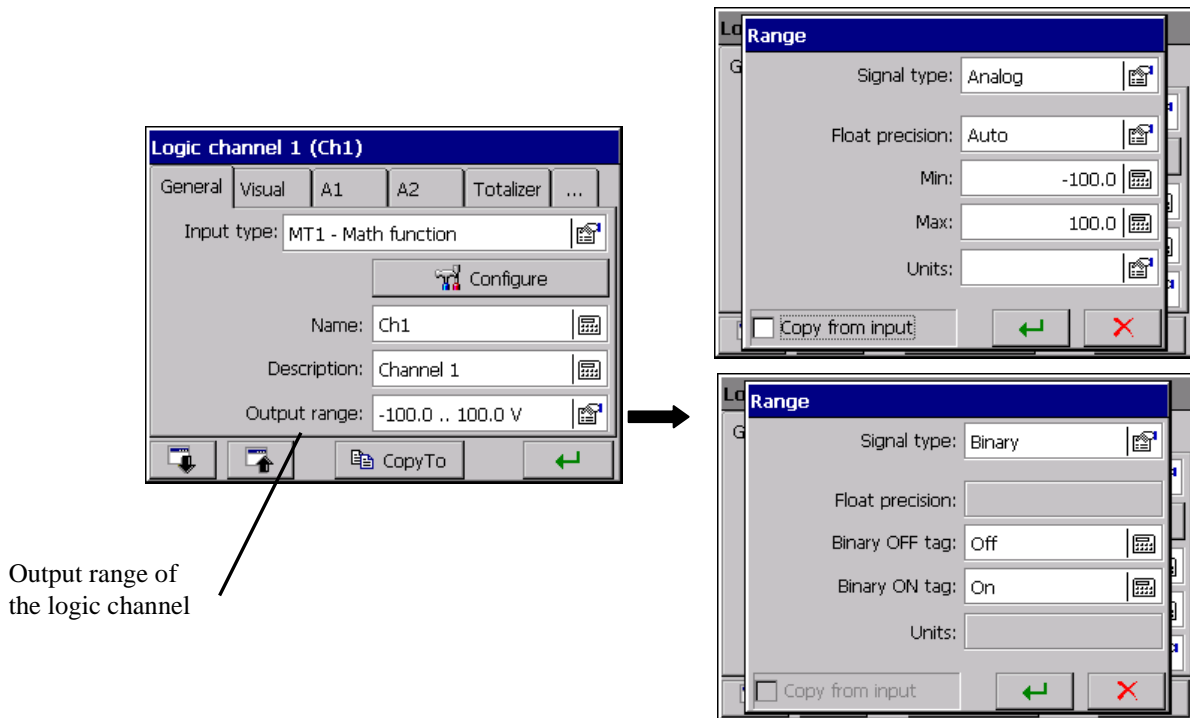 Logic channel 1 (Ch1)
General Visual A1 A2 Totalizer ...
Input type: MT1 - Math function
Configure
Name: Ch1
Description: Channel 1
Output range: -100.0 .. 100.0 V
CopyTo
Output range of
the logic channel
Lo
Range
G
Signal type: Analog
Float precision: Auto
Min: -100.0
Max: 100.0
Units:
Copy from input
Lo
Range
G
Signal type: Binary
Float precision:
Binary OFF tag: Off
Binary ON tag: On
Units:
Copy from input